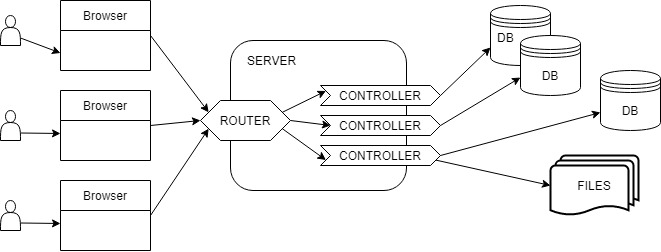 Browser
Browser
Browser
SERVER
ROUTER
CONTROLLER
CONTROLLER
CONTROLLER
DB
DB
DB
FILES